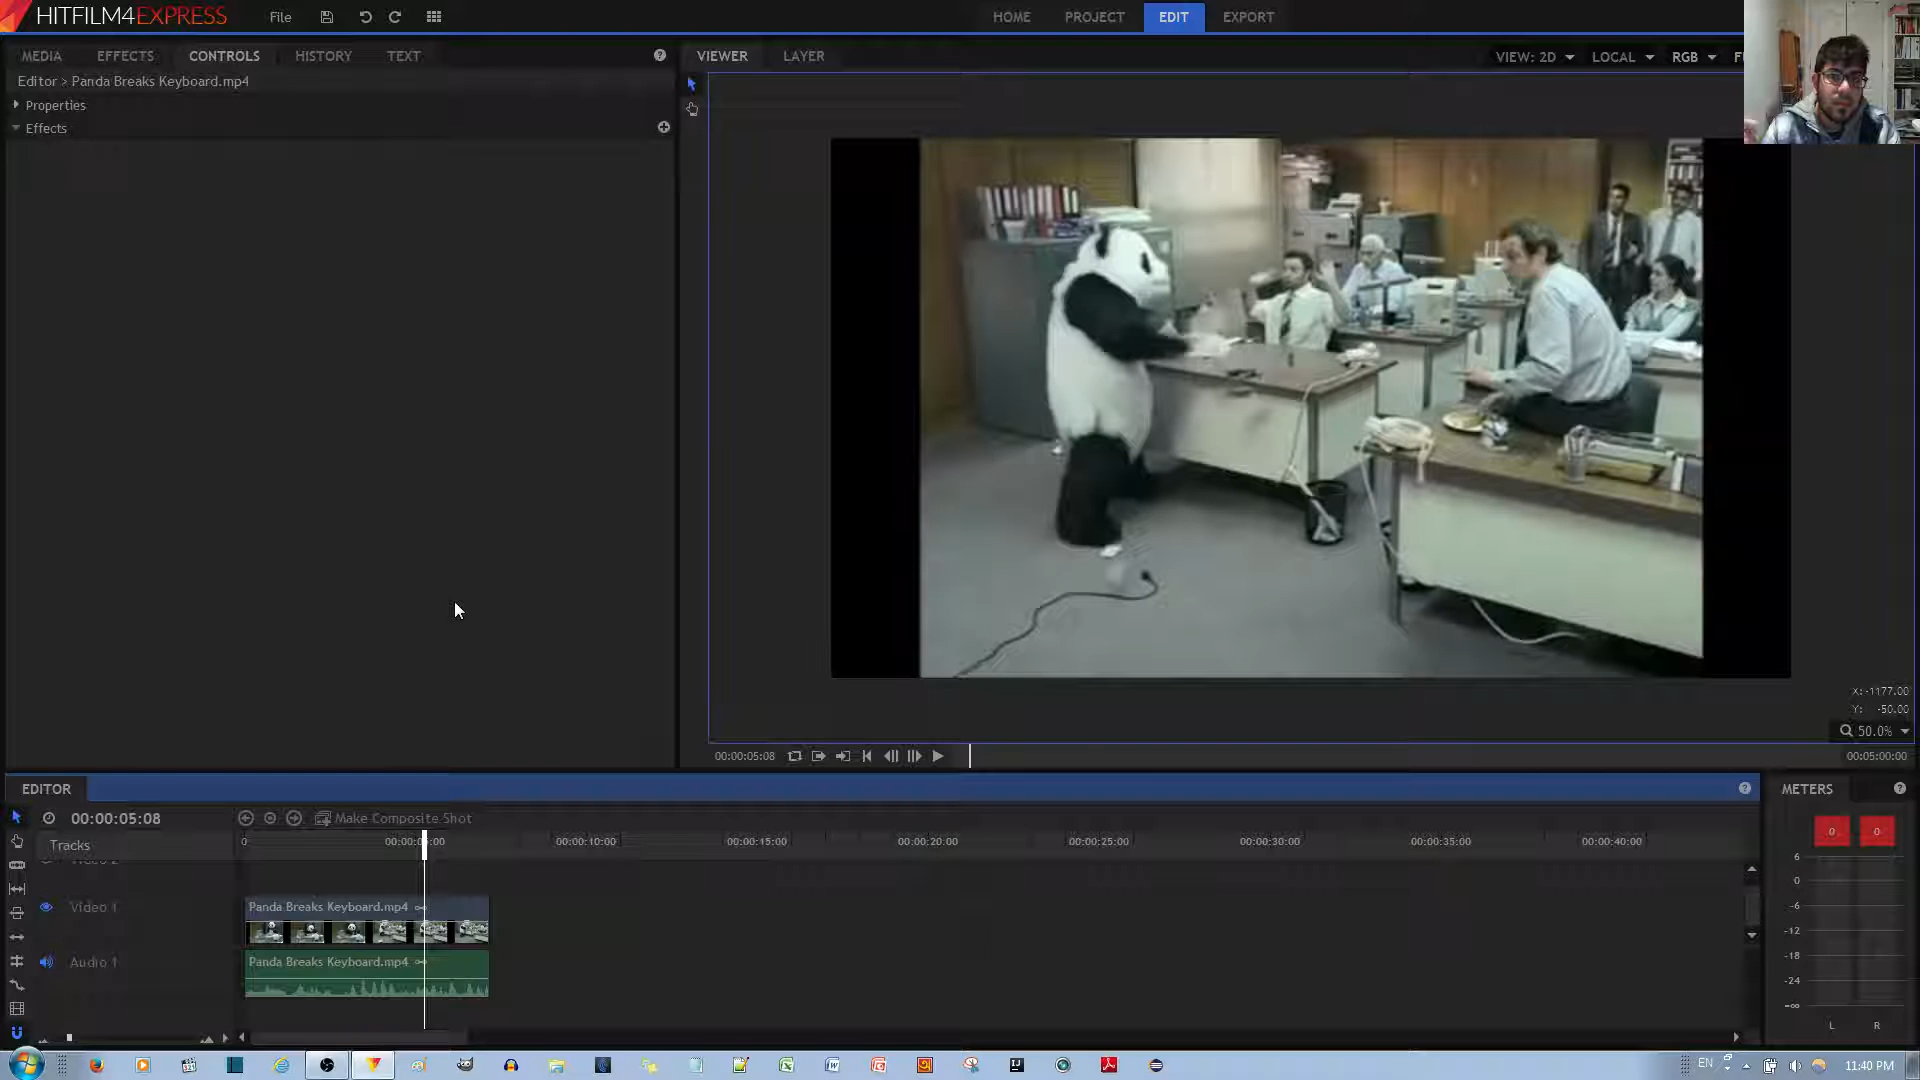 HITFILM4EXPRESS File HOME PROJECT EDIT EXPORT
MEDIA EFFECTS CONTROLS HISTORY TEXT
VIEWER LAYER VIEW: 2D LOCAL RGB
Editor > Panda Breaks Keyboard.mp4
Properties
Effects
X: -1177.00
Y: -50.00
50.0%
00:00:05:08
00:05:00:00
EDITOR
METERS
00:00:05:08 Make Composite Shot
Tracks
0 00:00:10:00 00:00:15:00 00:00:20:00 00:00:25:00 00:00:30:00 00:00:35:00 00:00:40:00
Video 1
Panda Breaks Keyboard.mp4
Audio 1
Panda Breaks Keyboard.mp4
0 0
6
0
-6
-12
-18
-24
-∞
L R
EN
11:40 PM